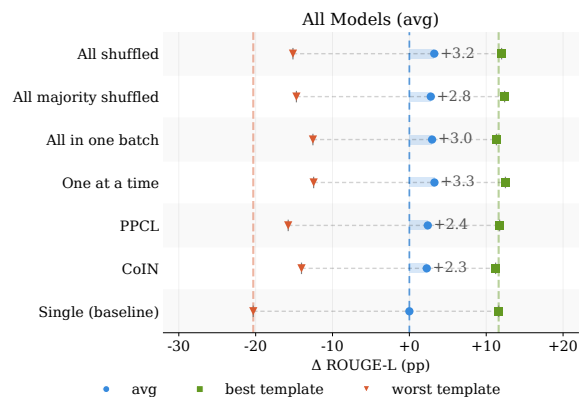 All Models (avg)
All shuffled
+3.2
All majority shuffled
+2.8
All in one batch
+3.0
One at a time
+3.3
PPCL
+2.4
CoIN
+2.3
Single (baseline)
-30 -20 -10 +0 +10 +20
Δ ROUGE-L (pp)
avg best template worst template